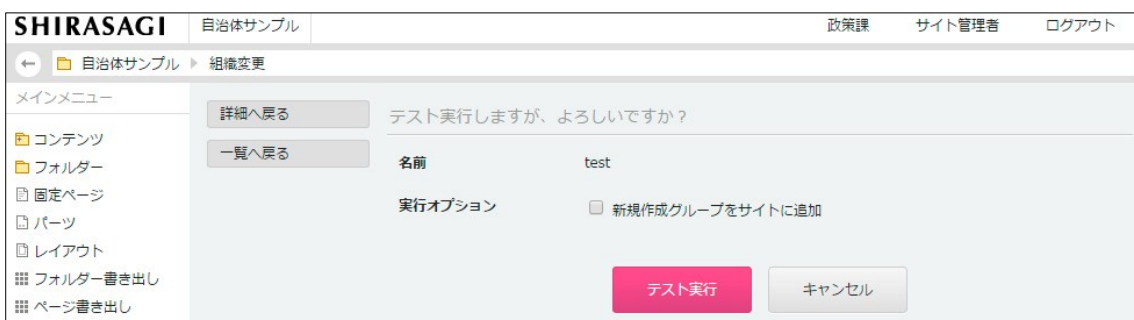 SHIRASAGI 自治体サンプル 政策課 サイト管理者 ログアウト
自治体サンプル 組織変更
メインメニュー
コンテンツ
フォルダー
固定ページ
パーツ
レイアウト
フォルダー書き出し
ページ書き出し
詳細へ戻る
一覧へ戻る
テスト実行しますが、よろしいですか?
名前 test
実行オプション 新規作成グループをサイトに追加
テスト実行 キャンセル